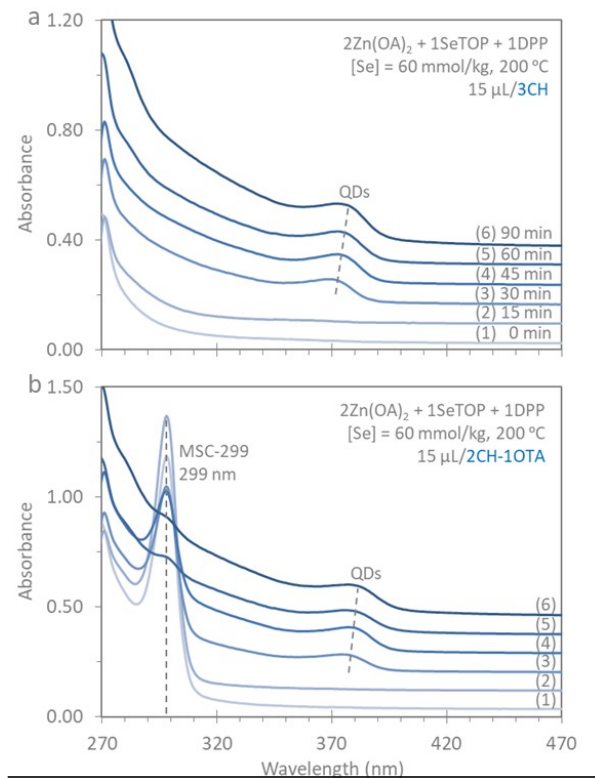 a
1.20
2Zn(OA)₂ + 1SeTOP + 1DPP
[Se] = 60 mmol/kg, 200 ºC
15 µL/3CH
0.80
Absorbance
QDs
0.40
(6) 90 min
(5) 60 min
(4) 45 min
(3) 30 min
(2) 15 min
(1) 0 min
0.00
b
1.50
2Zn(OA)₂ + 1SeTOP + 1DPP
[Se] = 60 mmol/kg, 200 ºC
15 µL/2CH-1OTA
MSC-299
299 nm
1.00
Absorbance
QDs
0.50
(6)
(5)
(4)
(3)
(2)
(1)
0.00
270 320 370 420 470
Wavelength (nm)